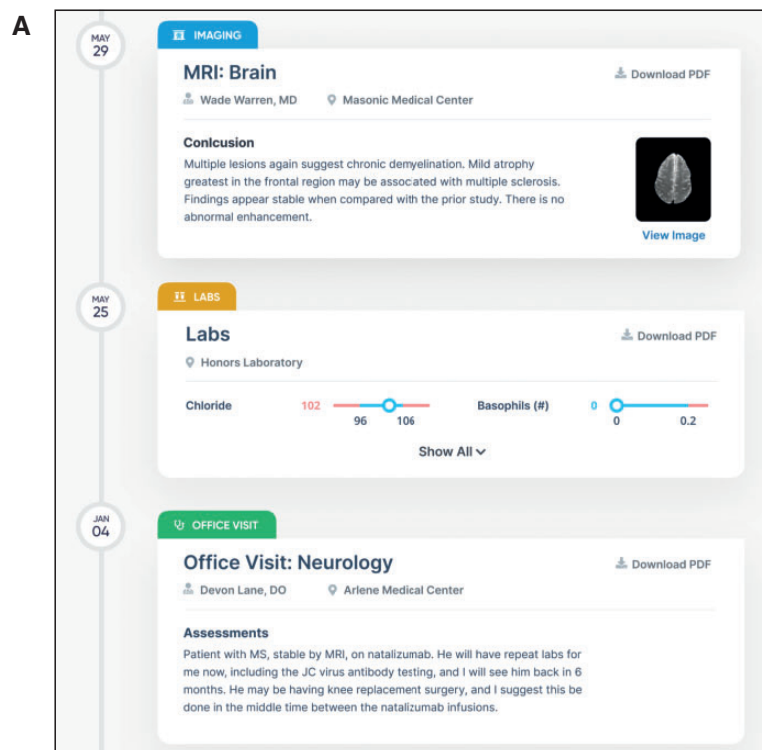 A
MAY
29
IMAGING
MRI: Brain
Download PDF
Wade Warren, MD
Masonic Medical Center
Conlcusion
Multiple lesions again suggest chronic demyelination. Mild atrophy
greatest in the frontal region may be assocated with multiple sclerosis.
Findings appear stable when compared with the prior study. There is no
abnormal enhancement.
View Image
MAY
25
LABS
Labs
Download PDF
Honors Laboratory
Chloride 102 96 106
Basophils (#) 0 0 0.2
Show All
JAN
04
OFFICE VISIT
Office Visit: Neurology
Download PDF
Devon Lane, DO
Arlene Medical Center
Assessments
Patient with MS, stable by MRI, on natalizumab. He will have repeat labs for
me now, including the JC virus antibody testing, and I will see him back in 6
months. He may be having knee replacement surgery, and I suggest this be
done in the middle time between the natalizumab infusions.